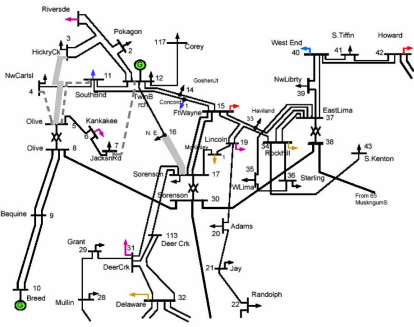 Riversde
1
Pokagon
2
HickryCk
3
117
Corey
G
NwCarlsl
4
11
SouthBnd
TwinB
rch
12
GoshenJt
14
Concord
15
FtWayne
Haviland
33
West End
40
S.Tiffin
41
Howard
42
NwLibrty
39
EastLima
37
Kankakee
Olive
5
6
7
JacksnRd
Olive
8
N. E.
16
McKinley
Lincoln
19
34
Rockhill
38
43
S.Kenton
35
WLima
36
Sterling
Sorenson
17
Sorenson
30
From 65
MuskngumS
Bequine
9
10
Breed
G
Grant
29
Mullin
28
31
DeerCrk
113
Deer Crk
Delaware
32
Adams
20
21
Jay
22
Randolph